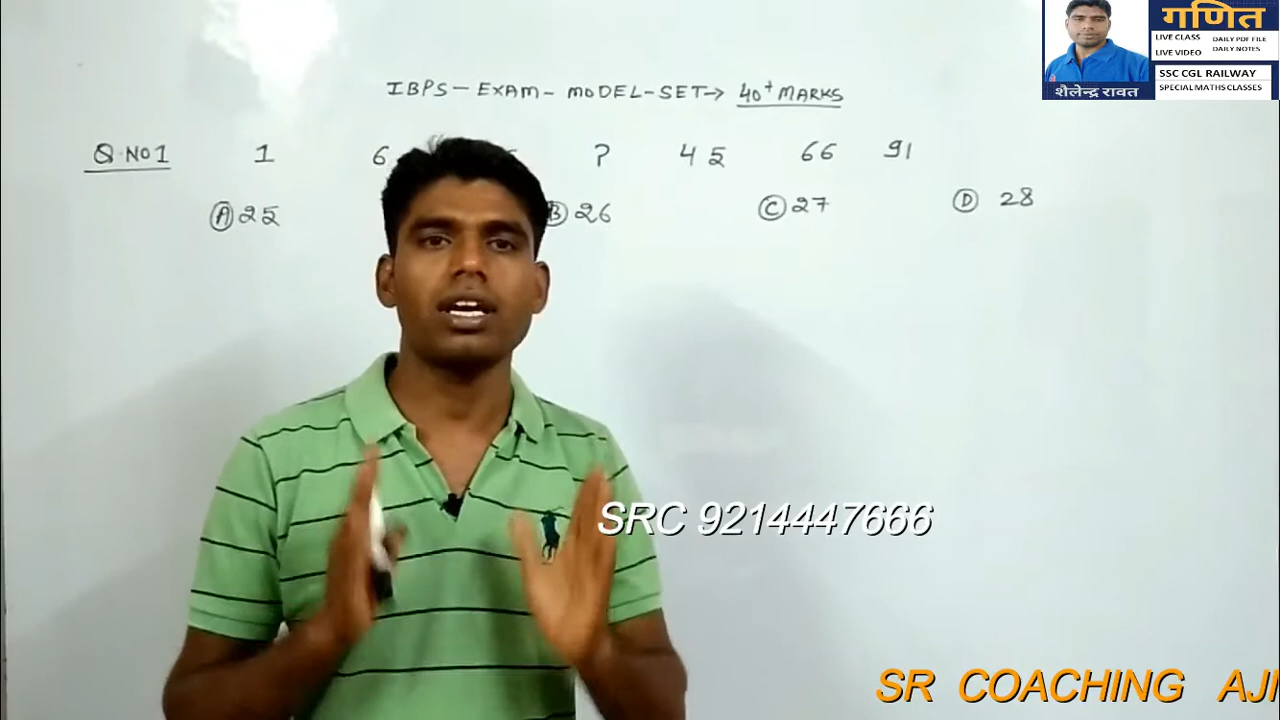 गणित
LIVE CLASS DAILY PDF FILE
LIVE VIDEO DAILY NOTES
SSC CGL RAILWAY
SPECIAL MATHS CLASSES
शैलेन्द्र रावत
IBPS-EXAM-MODEL-SET→ 40+ MARKS
Q.NO1 1 6 ? 45 66 91
(A) 25 (B) 26 (C) 27 (D) 28
SRC 9214447666
SR COACHING AJI